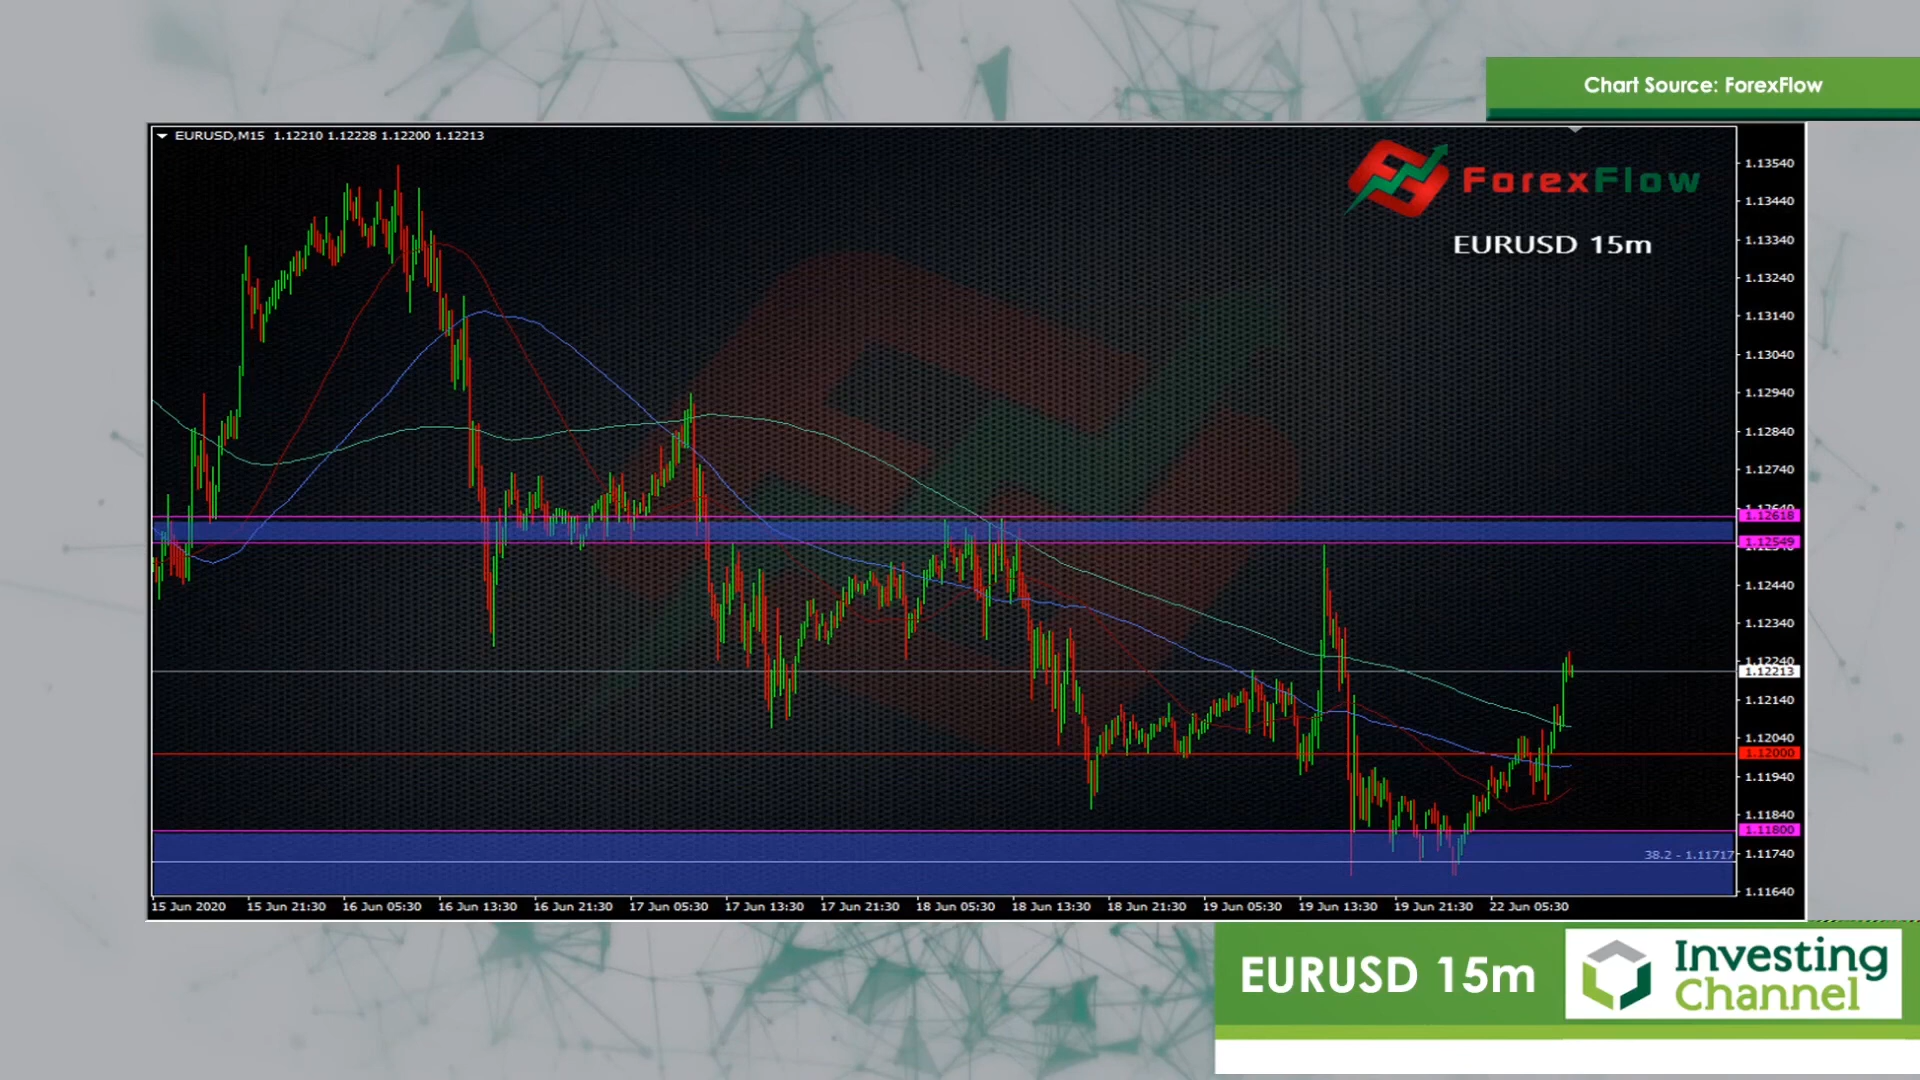 Chart Source: ForexFlow
EURUSD,M15 1.12210 1.12228 1.12200 1.12213
ForexFlow
EURUSD 15m
1.13540
1.13440
1.13340
1.13240
1.13140
1.13040
1.12940
1.12840
1.12740
1.12618
1.12549
1.12440
1.12340
1.12240
1.12213
1.12140
1.12040
1.12000
1.11940
1.11840
1.11800
38.2 - 1.11717
1.11740
1.11640
15 Jun 2020 15 Jun 21:30 16 Jun 05:30 16 Jun 13:30 16 Jun 21:30 17 Jun 05:30 17 Jun 13:30 17 Jun 21:30 18 Jun 05:30 18 Jun 13:30 18 Jun 21:30 19 Jun 05:30 19 Jun 13:30 19 Jun 21:30 22 Jun 05:30
EURUSD 15m
Investing
Channel